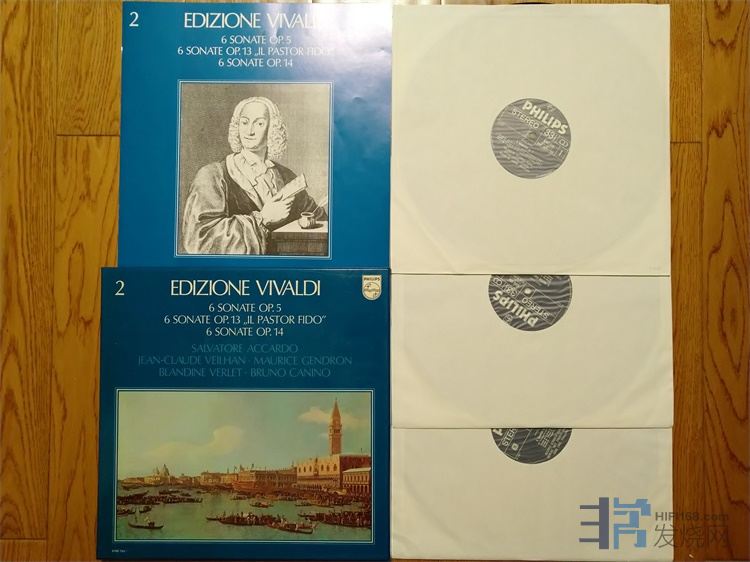 2 EDIZIONE VIVALDI
6 SONATE OP. 5
6 SONATE OP. 13 „IL PASTOR FIDO"
6 SONATE OP. 14
PHILIPS
STEREO 33⅓
2 EDIZIONE VIVALDI
PHILIPS
6 SONATE OP. 5
6 SONATE OP. 13 „IL PASTOR FIDO"
6 SONATE OP. 14
SALVATORE ACCARDO
JEAN-CLAUDE VEILHAN · MAURICE GENDRON
BLANDINE VERLET · BRUNO CANINO
PHILIPS
STEREO
STEREO
HIFI168.com
发烧网